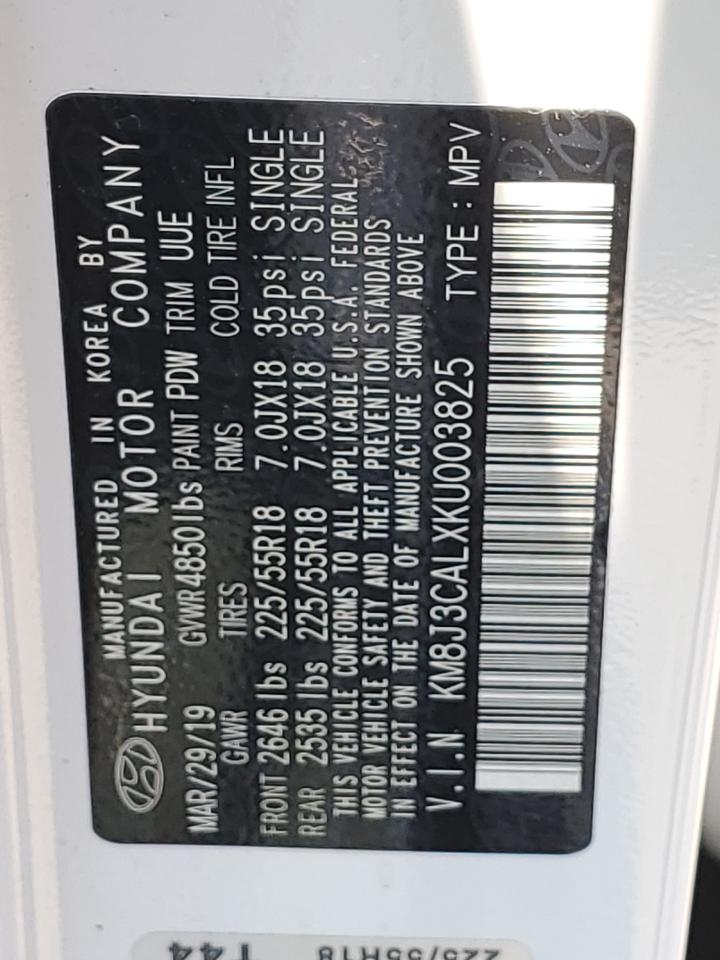 MANUFACTURED IN KOREA BY
HYUNDAI MOTOR COMPANY
MAR/29/19 GVWR 4850lbs PAINT PDW TRIM UUE
GAWR TIRES RIMS COLD TIRE INFL
FRONT 2646 lbs 225/55R18 7.0JX18 35psi SINGLE
REAR 2535 lbs 225/55R18 7.0JX18 35psi SINGLE
THIS VEHICLE CONFORMS TO ALL APPLICABLE U.S.A. FEDERAL
MOTOR VEHICLE SAFETY AND THEFT PREVENTION STANDARDS
IN EFFECT ON THE DATE OF MANUFACTURE SHOWN ABOVE
V.I.N KM8J3CALXKU003825 TYPE : MPV
225/55R18
T44